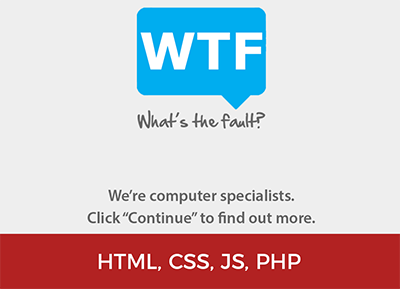 WTF
What's the fault?
We're computer specialists.
Click “Continue” to find out more.
HTML, CSS, JS, PHP